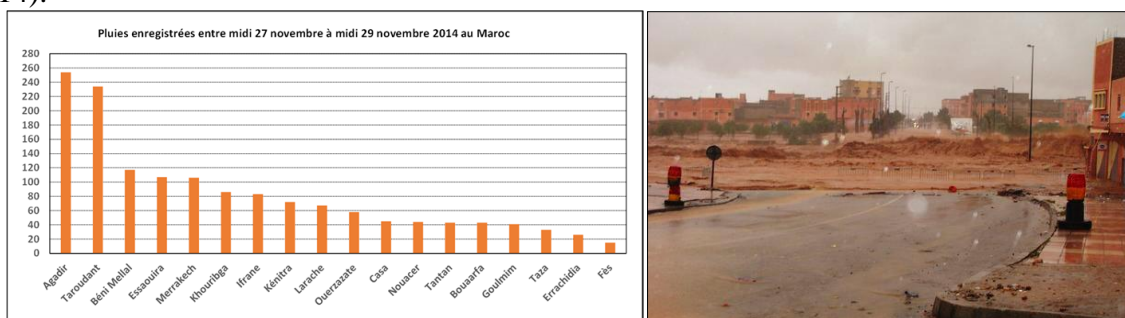 14).
Pluies enregistrées entre midi 27 novembre à midi 29 novembre 2014 au Maroc
280
260
240
220
200
180
160
140
120
100
80
60
40
20
0
Agadir
Taroudant
Béni Mellal
Essaouira
Merrakech
Khouribga
Ifrane
Kénitra
Larache
Ouerzazate
Casa
Nouacer
Tantan
Bouaarfa
Goulmim
Taza
Errachidia
Fès